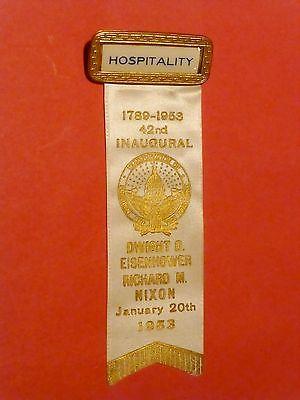 HOSPITALITY
1789-1953
42nd
INAUGURAL
DWIGHT D.
EISENHOWER
RICHARD M.
NIXON
January 20th
1953